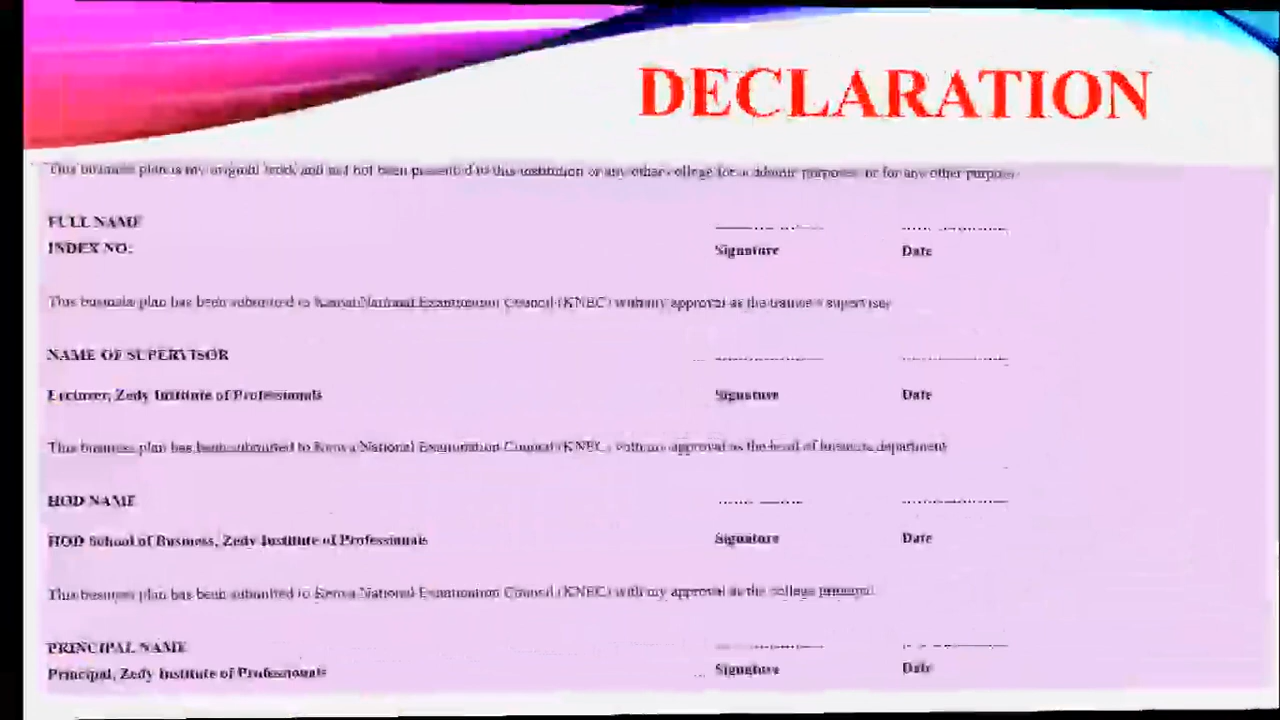 DECLARATION
This business plan is my original work and has not been presented to this institution or any other college for academic purposes or for any other purpose
FULL NAME
INDEX NO:
Signature Date
This business plan has been submitted to Kenya National Examination Council (KNEC) with my approval as the trainee's supervisor
NAME OF SUPERVISOR
Lecturer, Zedy Institute of Professionals Signature Date
This business plan has been submitted to Kenya National Examination Council (KNEC) with my approval as the head of business department
HOD NAME
HOD School of Business, Zedy Institute of Professionals Signature Date
This business plan has been submitted to Kenya National Examination Council (KNEC) with my approval as the college principal
PRINCIPAL NAME
Principal, Zedy Institute of Professionals Signature Date